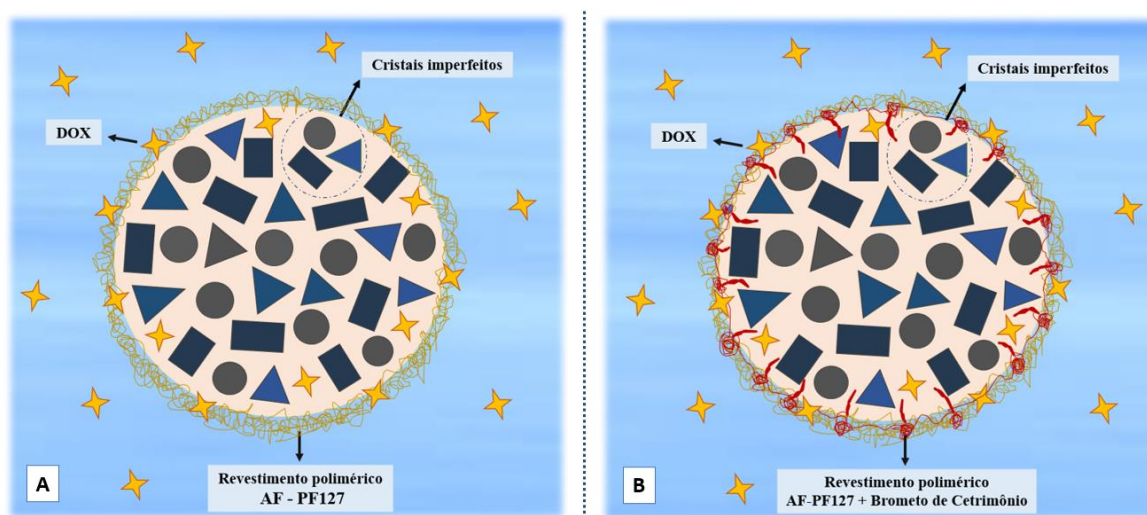 Cristais imperfeitos
DOX
Revestimento polimérico
AF - PF127
A
Cristais imperfeitos
DOX
Revestimento polimérico
AF-PF127 + Brometo de Cetrimônio
B